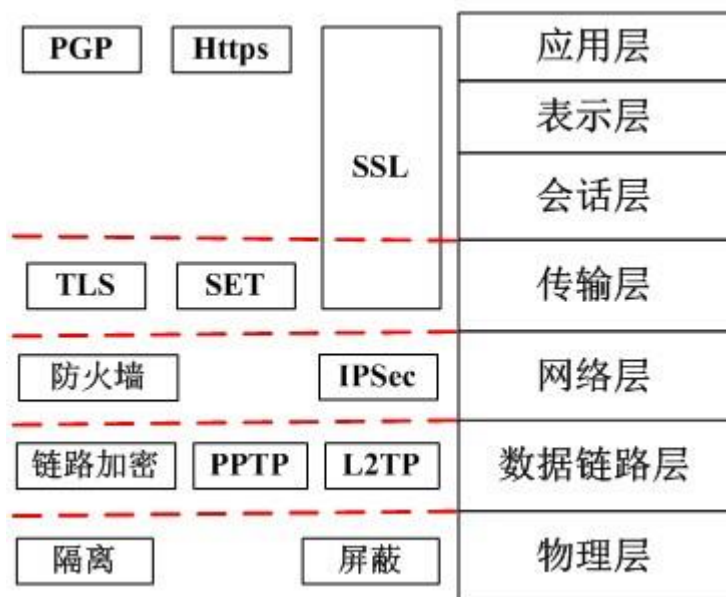 PGP Https 应用层
表示层
SSL
会话层
TLS SET 传输层
防火墙 IPSec 网络层
链路加密 PPTP L2TP 数据链路层
隔离 屏蔽 物理层